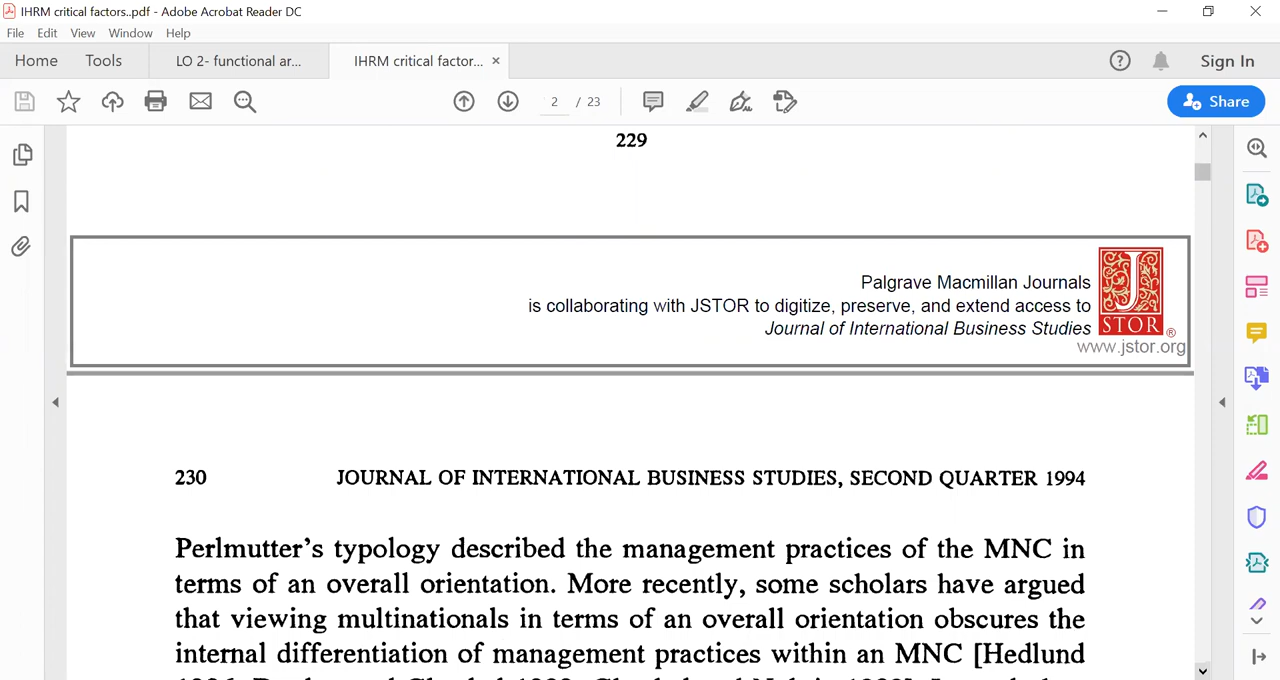 IHRM critical factors..pdf - Adobe Acrobat Reader DC
File Edit View Window Help
Home Tools LO 2- functional ar... IHRM critical factor... Sign In
2 / 23 Share
229
Palgrave Macmillan Journals
is collaborating with JSTOR to digitize, preserve, and extend access to
Journal of International Business Studies
J
STOR ®
www.jstor.org
230 JOURNAL OF INTERNATIONAL BUSINESS STUDIES, SECOND QUARTER 1994
Perlmutter's typology described the management practices of the MNC in
terms of an overall orientation. More recently, some scholars have argued
that viewing multinationals in terms of an overall orientation obscures the
internal differentiation of management practices within an MNC [Hedlund